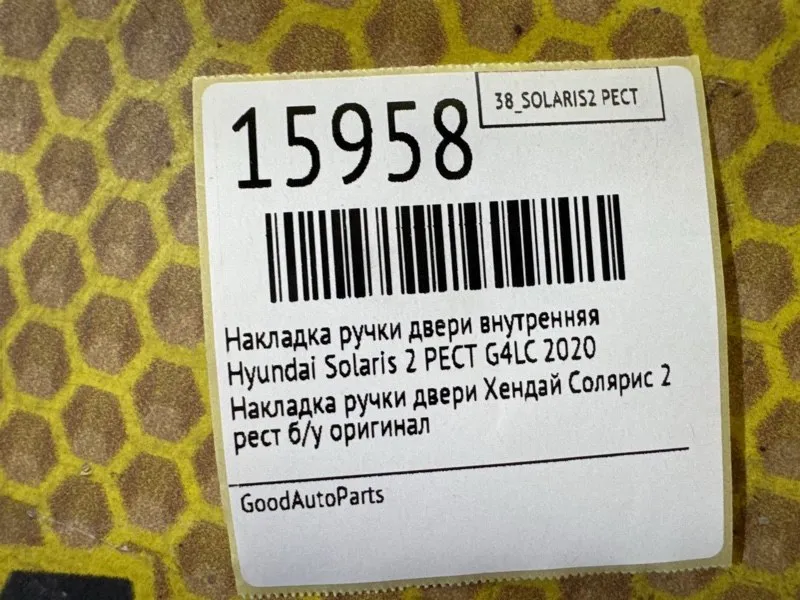 38_SOLARIS2 РЕСТ
15958
Накладка ручки двери внутренняя
Hyundai Solaris 2 РЕСТ G4LC 2020
Накладка ручки двери Хендай Солярис 2
рест б/у оригинал
GoodAutoParts